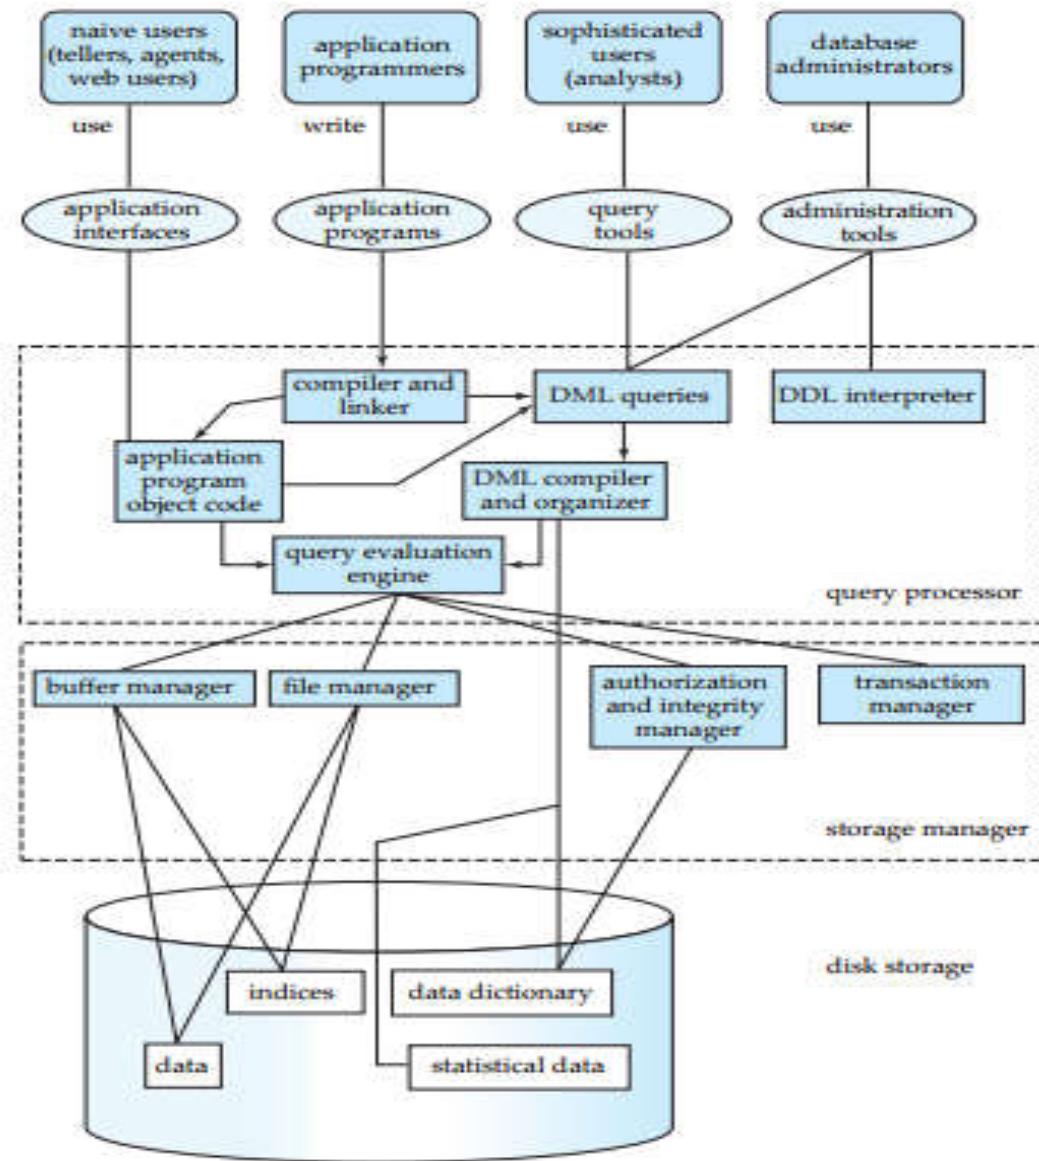 naive users
(tellers, agents,
web users)
application
programmers
sophisticated
users
(analysts)
database
administrators
use
write
use
use
application
interfaces
application
programs
query
tools
administration
tools
compiler and
linker
DML queries
DDL interpreter
application
program
object code
DML compiler
and organizer
query evaluation
engine
query processor
buffer manager
file manager
authorization
and integrity
manager
transaction
manager
storage manager
disk storage
indices
data dictionary
data
statistical data